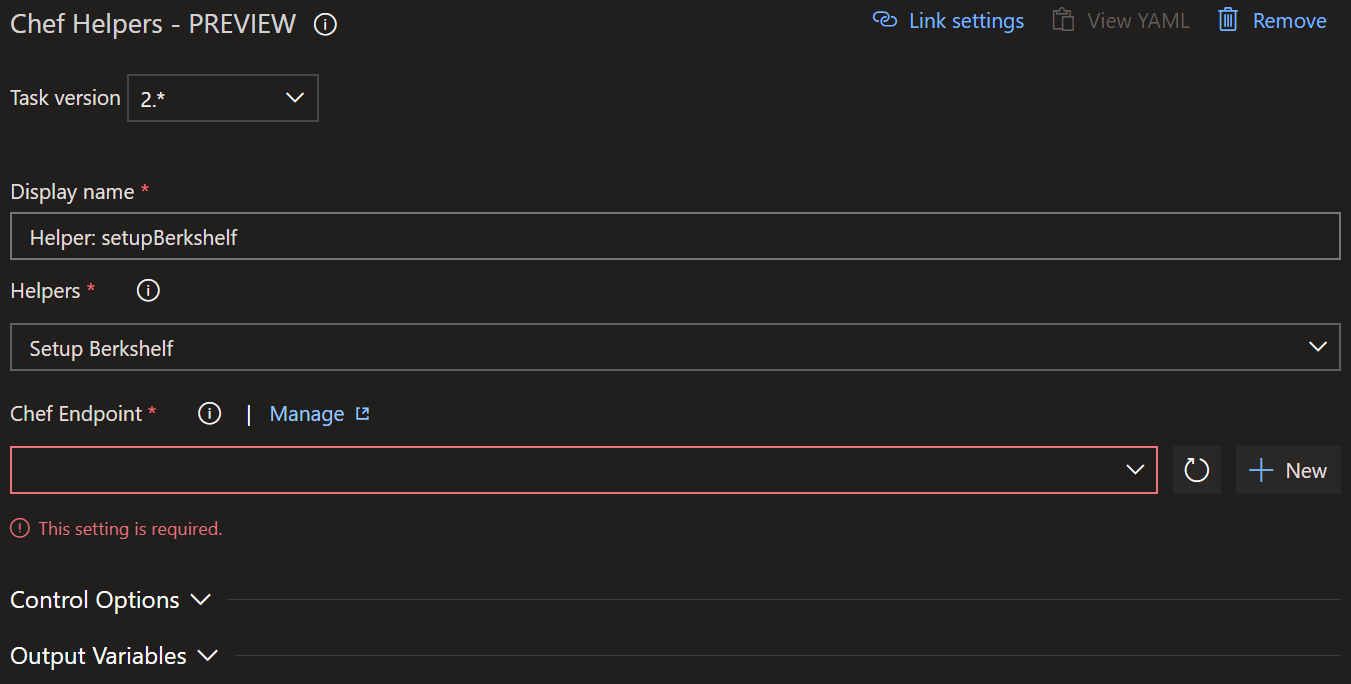 Chef Helpers - PREVIEW
Link settings
View YAML
Remove
Task version 2.*
Display name *
Helper: setupBerkshelf
Helpers *
Setup Berkshelf
Chef Endpoint * | Manage
New
This setting is required.
Control Options
Output Variables